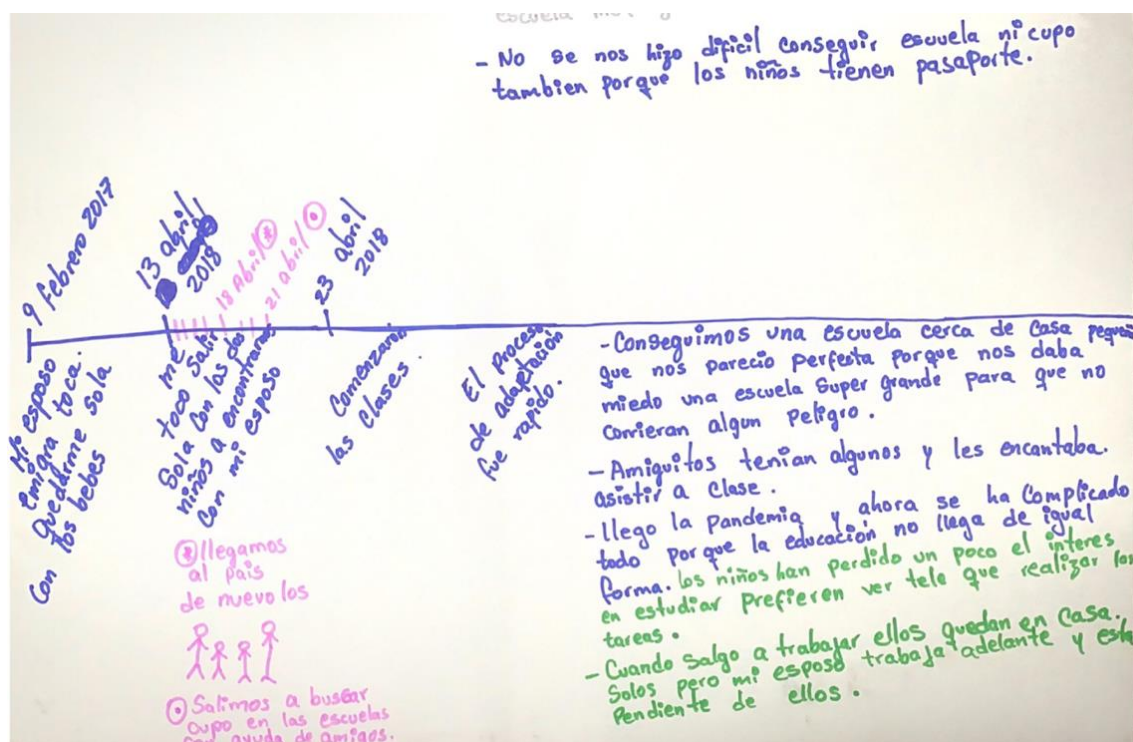 - No se nos hizo dificil conseguir escuela ni cupo
tambien porque los niños tienen pasaporte.
9 febrero 2017
Mi esposo
emigra toca.
Quedarme sola
Con los bebes
13 abril
2018
me
toco Salir
Sola Con los dos
niños a encontrarnos
Con mi esposo
18 Abril *
21 abril
23 abril
2018
Comenzaron
las Clases.
El proceso
de adaptación
fue rapido.
* llegamos
al pais
de nuevo los
Salimos a buscar
cupo en las escuelas
con ayuda de amigos.
- Conseguimos una escuela cerca de Casa
que nos parecio perfecta porque nos daba
miedo una escuela Super grande para que no
corrieran algun peligro.
- Amiguitos tenian algunos y les encantaba.
asistir a Clase.
- llego la pandemia y ahora se ha Complicado
todo porque la educación no llega de igual
forma. los niños han perdido un poco el interes
en estudiar prefieren ver tele que realizar las
tareas.
- Cuando salgo a trabajar ellos quedan en Casa.
Solos pero mi esposo trabaja adelante y
Pendiente de ellos.